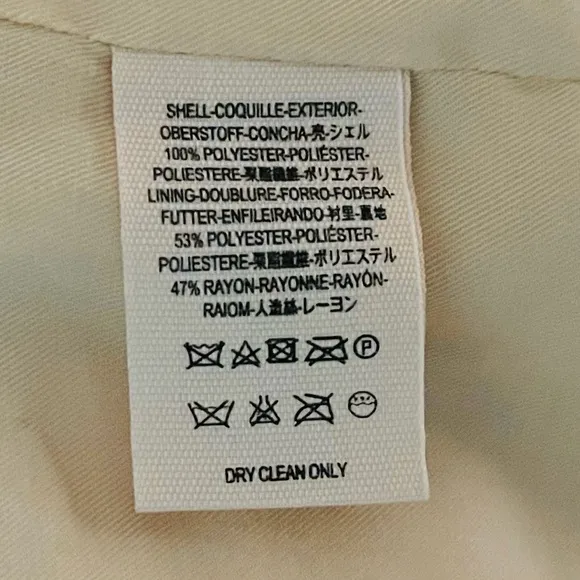 SHELL-COQUILLE-EXTERIOR-
OBERSTOFF-CONCHA-亮-シェル
100% POLYESTER-POLIÉSTER-
POLIESTERE-聚酯纖維-ポリエステル
LINING-DOUBLURE-FORRO-FODERA-
FUTTER-ENFILEIRANDO-衬里-裏地
53% POLYESTER-POLIÉSTER-
POLIESTERE-聚酯纖維-ポリエステル
47% RAYON-RAYONNE-RAYÓN-
RAIOM-人造絲-レーヨン
P
DRY CLEAN ONLY